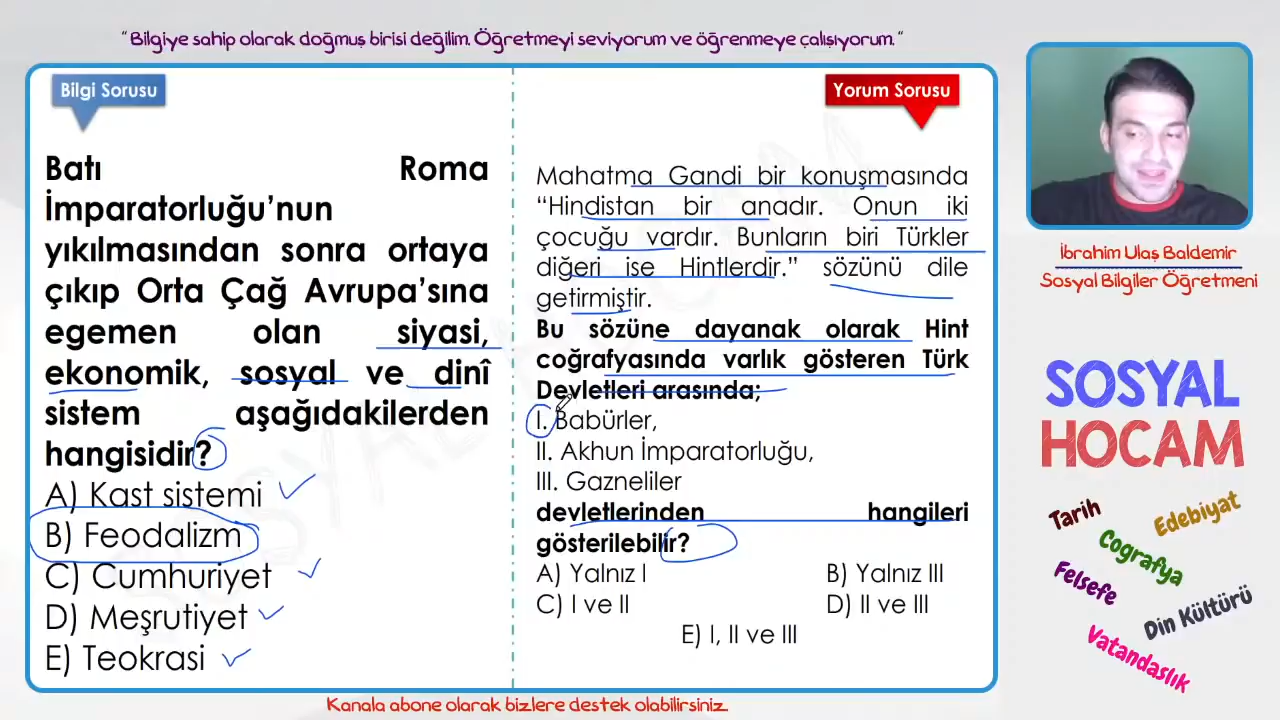 “Bilgiye sahip olarak doğmuş birisi değilim. Öğretmeyi seviyorum ve öğrenmeye çalışıyorum.”
Bilgi Sorusu
Batı Roma
İmparatorluğu’nun
yıkılmasından sonra ortaya
çıkıp Orta Çağ Avrupa’sına
egemen olan siyasi,
ekonomik, sosyal ve dinî
sistem aşağıdakilerden
hangisidir?
A) Kast sistemi
B) Feodalizm
C) Cumhuriyet
D) Meşrutiyet
E) Teokrasi
Yorum Sorusu
Mahatma Gandi bir konuşmasında
“Hindistan bir anadır. Onun iki
çocuğu vardır. Bunların biri Türkler
diğeri ise Hintlerdir.” sözünü dile
getirmiştir.
Bu sözüne dayanak olarak Hint
coğrafyasında varlık gösteren Türk
Devletleri arasında;
I. Babürler,
II. Akhun İmparatorluğu,
III. Gazneliler
devletlerinden hangileri
gösterilebilir?
A) Yalnız I B) Yalnız III
C) I ve II D) II ve III
E) I, II ve III
İbrahim Ulaş Baldemir
Sosyal Bilgiler Öğretmeni
SOSYAL
HOCAM
Tarih
Edebiyat
Coğrafya
Felsefe
Din Kültürü
Vatandaslık
Kanala abone olarak bizlere destek olabilirsiniz.